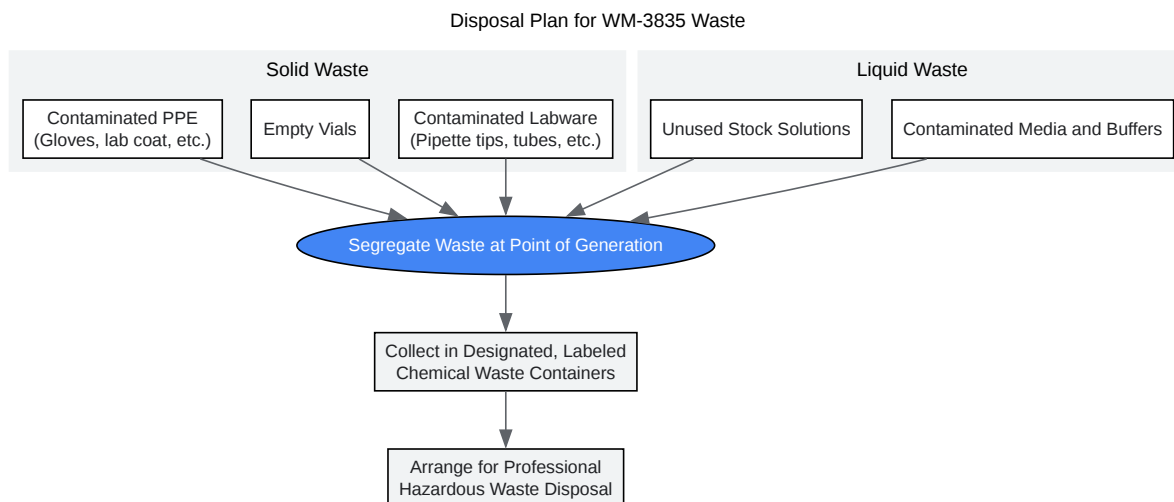 Disposal Plan for WM-3835 Waste
Solid Waste
Liquid Waste
Contaminated PPE
(Gloves, lab coat, etc.)
Empty Vials
Contaminated Labware
(Pipette tips, tubes, etc.)
Unused Stock Solutions
Contaminated Media and Buffers
Segregate Waste at Point of Generation
Collect in Designated, Labeled
Chemical Waste Containers
Arrange for Professional
Hazardous Waste Disposal